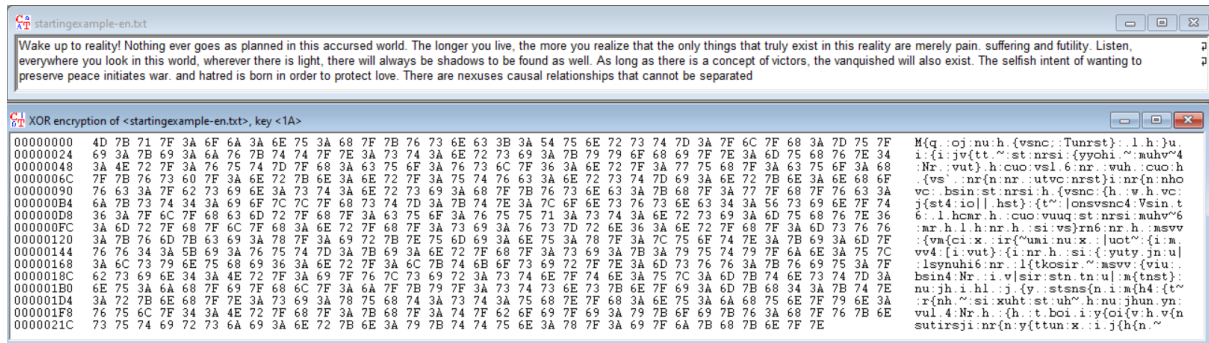 startingexample-en.txt
Wake up to reality! Nothing ever goes as planned in this accursed world. The longer you live, the more you realize that the only things that truly exist in this reality are merely pain. suffering and futility. Listen,
everywhere you look in this world, wherever there is light, there will always be shadows to be found as well. As long as there is a concept of victors, the vanquished will also exist. The selfish intent of wanting to
preserve peace initiates war. and hatred is born in order to protect love. There are nexuses causal relationships that cannot be separated
XOR encryption of <startingexample-en.txt>, key <1A>
00000000 4D 7B 71 7F 3A 6F 6A 3A 6E 75 3A 68 7F 7B 76 73 6E 63 3B 3A 54 75 6E 72 73 74 7D 3A 7F 6C 7F 68 3A 7D 75 7F M{q.:oj:nu:h.{vsnc;:Tunrst}:.l.h:}u.
00000024 69 3A 7B 69 3A 6A 76 7B 74 74 7F 7E 3A 73 74 3A 6E 72 73 69 3A 7B 79 79 6F 68 69 7F 7E 3A 6D 75 68 76 7E 34 i:{i:jv{tt.~:st:nrsi:{yyohi.~:muhv~4
00000048 3A 4E 72 7F 3A 76 75 74 7D 7F 68 3A 63 75 6F 3A 76 73 6C 7F 36 3A 6E 72 7F 3A 77 75 68 7F 3A 63 75 6F 3A 68 :Nr.:vut}.h:cuo:vsl.6:nr.:wuh.:cuo:h
0000006C 7F 7B 76 73 60 7F 3A 6E 72 7B 6E 3A 6E 72 7F 3A 75 74 76 63 3A 6E 72 73 74 7D 69 3A 6E 72 7B 6E 3A 6E 68 6F .{vs`.:nr{n:nr.:utvc:nrst}i:nr{n:nho
00000090 76 63 3A 7F 62 73 69 6E 3A 73 74 3A 6E 72 73 69 3A 68 7F 7B 76 73 6E 63 3A 7B 68 7F 3A 77 7F 68 7F 76 63 3A vc:.bsin:st:nrsi:h.{vsnc:{h.:w.h.vc:
000000B4 6A 7B 73 74 34 3A 69 6F 7C 7C 7F 68 73 74 7D 3A 7B 74 7E 3A 7C 6F 6E 73 76 73 6E 63 34 3A 56 73 69 6E 7F 74 j{st4:io||.hst}:{t~:|onsvsnc4:Vsin.t
000000D8 36 3A 7F 6C 7F 68 63 6D 72 7F 68 7F 3A 63 75 6F 3A 76 75 75 71 3A 73 74 3A 6E 72 73 69 3A 6D 75 68 76 7E 36 6:.l.hcmr.h.:cuo:vuuq:st:nrsi:muhv~6
000000FC 3A 6D 72 7F 68 7F 6C 7F 68 3A 6E 72 7F 68 7F 3A 73 69 3A 76 73 7D 72 6E 36 3A 6E 72 7F 68 7F 3A 6D 73 76 76 :mr.h.l.h:nr.h.:si:vs}rn6:nr.h.:msvv
00000120 3A 7B 76 6D 7B 63 69 3A 78 7F 3A 69 72 7B 7E 75 6D 69 3A 6E 75 3A 78 7F 3A 7C 75 6F 74 7E 3A 7B 69 3A 6D 7F :{vm{ci:x.:ir{~umi:nu:x.:|uot~:{i:m.
00000144 76 76 34 3A 5B 69 3A 76 75 74 7D 3A 7B 69 3A 6E 72 7F 68 7F 3A 73 69 3A 7B 3A 79 75 74 79 7F 6A 6E 3A 75 7C vv4:[i:vut}:{i:nr.h.:si:{:yuty.jn:u|
00000168 3A 6C 73 79 6E 75 68 69 36 3A 6E 72 7F 3A 6C 7B 74 6B 6F 73 69 72 7F 7E 3A 6D 73 76 76 3A 7B 76 69 75 3A 7F :lsynuhi6:nr.:l{tkosir.~:msvv:{viu:.
0000018C 62 73 69 6E 34 3A 4E 72 7F 3A 69 7F 76 7C 73 69 72 3A 73 74 6E 7F 74 6E 3A 75 7C 3A 6D 7B 74 6E 73 74 7D 3A bsin4:Nr.:i.v|sir:stn.tn:u|:m{tnst}:
000001B0 6E 75 3A 6A 68 7F 69 7F 68 6C 7F 3A 6A 7F 7B 79 7F 3A 73 74 73 6E 73 7B 6E 7F 69 3A 6D 7B 68 34 3A 7B 74 7E nu:jh.i.hl.:j.{y.:stsns{n.i:m{h4:{t~
000001D4 3A 72 7B 6E 68 7F 7E 3A 73 69 3A 78 75 68 74 3A 73 74 3A 75 68 7E 7F 68 3A 6E 75 3A 6A 68 75 6E 7F 79 6E 3A :r{nh.~:si:xuht:st:uh~.h:nu:jhun.yn:
000001F8 76 75 6C 7F 34 3A 4E 72 7F 68 7F 3A 7B 68 7F 3A 74 7F 62 6F 69 7F 69 3A 79 7B 6F 69 7B 76 3A 68 7F 76 7B 6E vul.4:Nr.h.:{h.:t.boi.i:y{oi{v:h.v{n
0000021C 73 75 74 69 72 73 6A 69 3A 6E 72 7B 6E 3A 79 7B 74 74 75 6E 3A 78 7F 3A 69 7F 6A 7B 68 7B 6E 7F 7E sutirsji:nr{n:y{ttun:x.:i.j{h{n.~